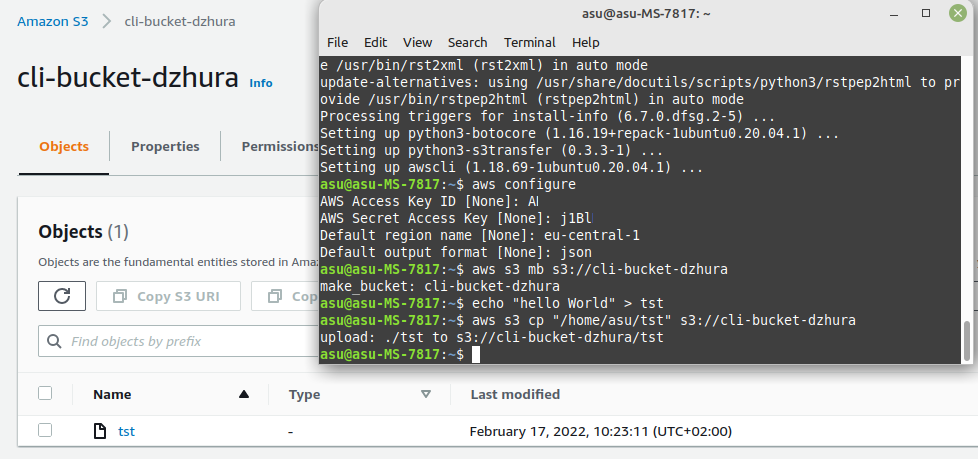 Amazon S3 > cli-bucket-dzhura
cli-bucket-dzhura Info
Objects Properties Permissions
Objects (1)
Objects are the fundamental entities stored in Amaz
Copy S3 URI Cop
Find objects by prefix
Name Type Last modified
tst - February 17, 2022, 10:23:11 (UTC+02:00)
asu@asu-MS-7817: ~
File Edit View Search Terminal Help
e /usr/bin/rst2xml (rst2xml) in auto mode
update-alternatives: using /usr/share/docutils/scripts/python3/rstpep2html to pr
ovide /usr/bin/rstpep2html (rstpep2html) in auto mode
Processing triggers for install-info (6.7.0.dfsg.2-5) ...
Setting up python3-botocore (1.16.19+repack-1ubuntu0.20.04.1) ...
Setting up python3-s3transfer (0.3.3-1) ...
Setting up awscli (1.18.69-1ubuntu0.20.04.1) ...
asu@asu-MS-7817:~$ aws configure
AWS Access Key ID [None]: A
AWS Secret Access Key [None]: j1Bl
Default region name [None]: eu-central-1
Default output format [None]: json
asu@asu-MS-7817:~$ aws s3 mb s3://cli-bucket-dzhura
make_bucket: cli-bucket-dzhura
asu@asu-MS-7817:~$ echo "hello World" > tst
asu@asu-MS-7817:~$ aws s3 cp "/home/asu/tst" s3://cli-bucket-dzhura
upload: ./tst to s3://cli-bucket-dzhura/tst
asu@asu-MS-7817:~$